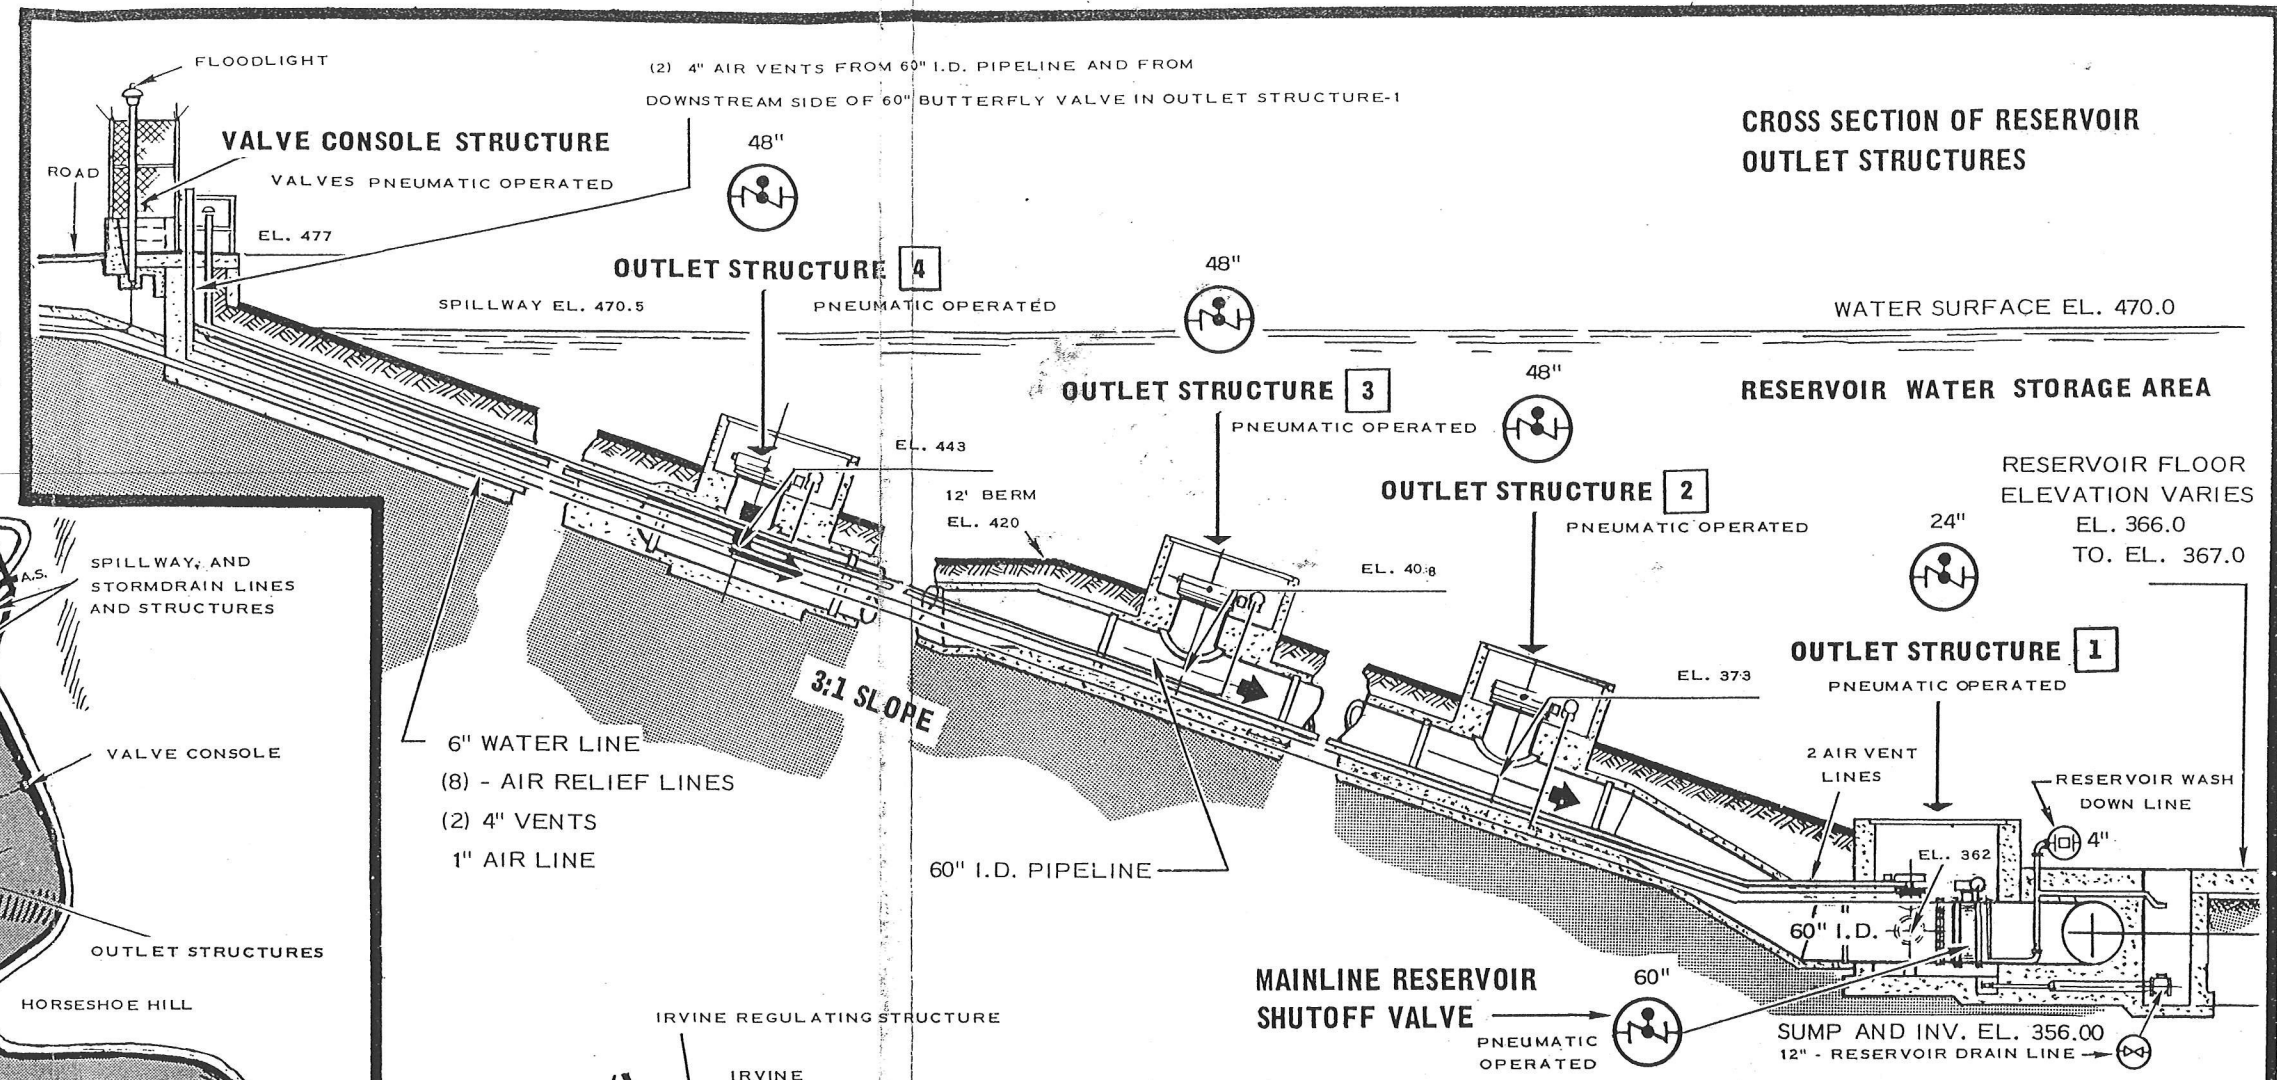 FLOODLIGHT
(2) 4" AIR VENTS FROM 60" I.D. PIPELINE AND FROM
DOWNSTREAM SIDE OF 60" BUTTERFLY VALVE IN OUTLET STRUCTURE-1
CROSS SECTION OF RESERVOIR
OUTLET STRUCTURES
VALVE CONSOLE STRUCTURE
VALVES PNEUMATIC OPERATED
ROAD
EL. 477
48"
OUTLET STRUCTURE 4
PNEUMATIC OPERATED
SPILLWAY EL. 470.5
48"
OUTLET STRUCTURE 3
PNEUMATIC OPERATED
WATER SURFACE EL. 470.0
RESERVOIR WATER STORAGE AREA
48"
OUTLET STRUCTURE 2
PNEUMATIC OPERATED
RESERVOIR FLOOR
ELEVATION VARIES
EL. 366.0
TO. EL. 367.0
24"
OUTLET STRUCTURE 1
PNEUMATIC OPERATED
EL. 443
12' BERM
EL. 420
EL. 408
EL. 373
A.S.
SPILLWAY, AND
STORMDRAIN LINES
AND STRUCTURES
3:1 SLOPE
6" WATER LINE
(8) - AIR RELIEF LINES
(2) 4" VENTS
1" AIR LINE
VALVE CONSOLE
60" I.D. PIPELINE
2 AIR VENT
LINES
RESERVOIR WASH
DOWN LINE
4"
EL. 362
60" I.D.
OUTLET STRUCTURES
HORSESHOE HILL
MAINLINE RESERVOIR
SHUTOFF VALVE
60"
PNEUMATIC
OPERATED
SUMP AND INV. EL. 356.00
12" - RESERVOIR DRAIN LINE
IRVINE REGULATING STRUCTURE
IRVINE